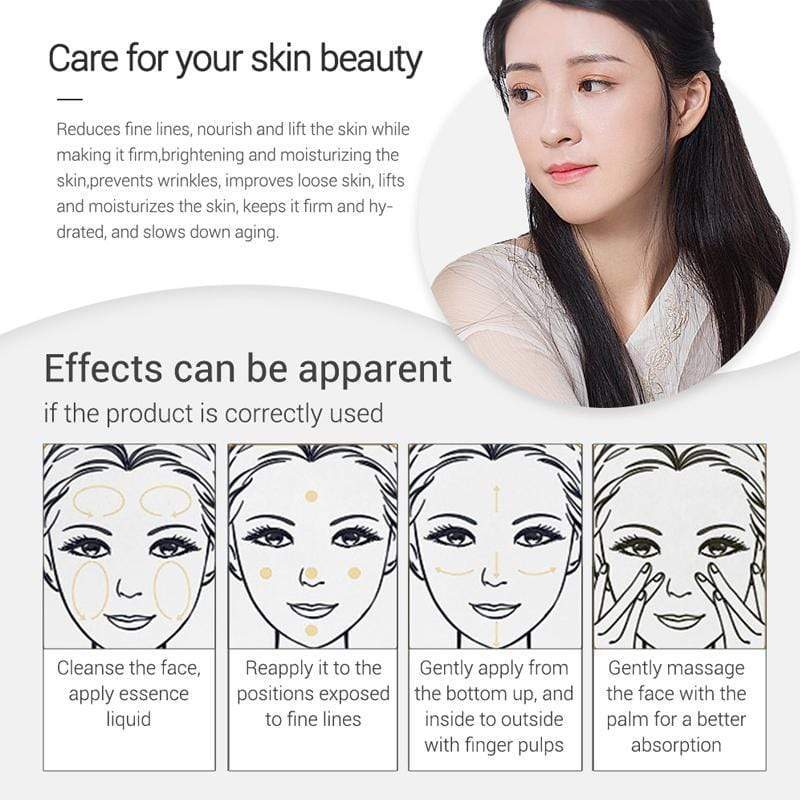 Care for your skin beauty
Reduces fine lines, nourish and lift the skin while
making it firm,brightening and moisturizing the
skin,prevents wrinkles, improves loose skin, lifts
and moisturizes the skin, keeps it firm and hy-
drated, and slows down aging.
Effects can be apparent
if the product is correctly used
Cleanse the face,
apply essence
liquid
Reapply it to the
positions exposed
to fine lines
Gently apply from
the bottom up, and
inside to outside
with finger pulps
Gently massage
the face with the
palm for a better
absorption